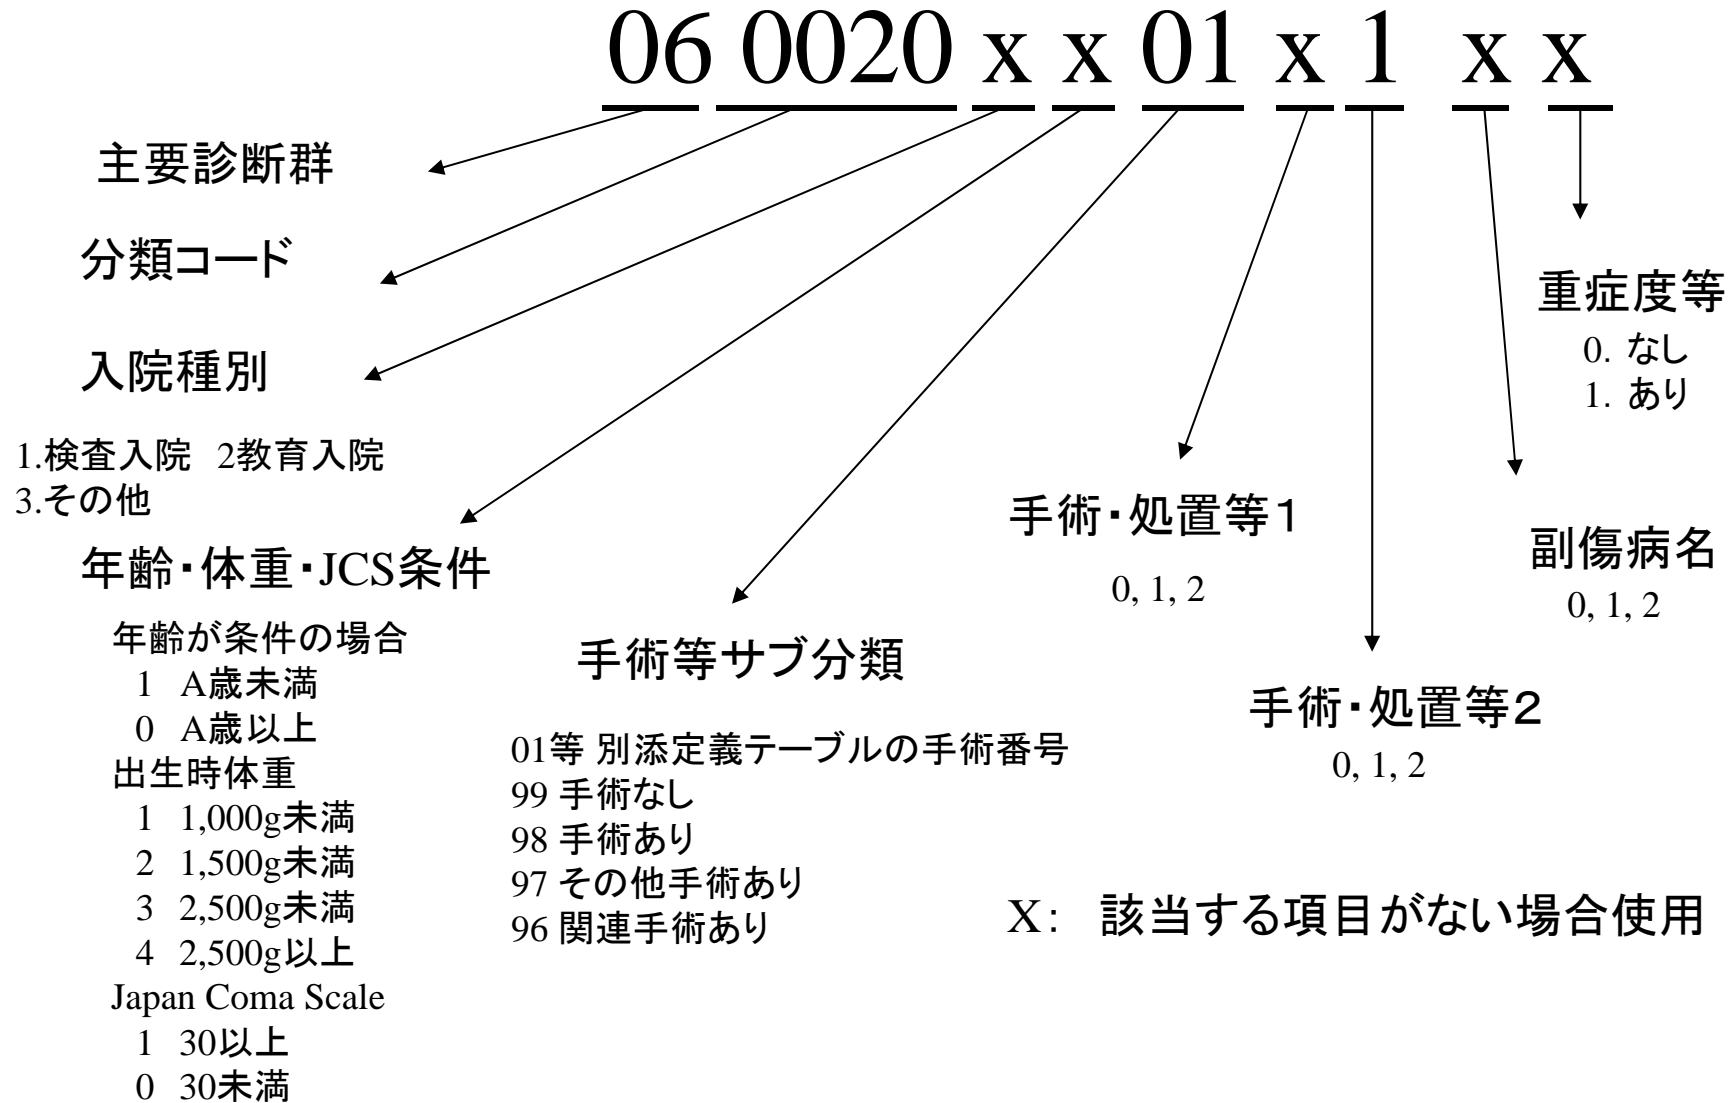 06 0020 x x 01 x 1 x x
主要診断群
分類コード
入院種別
1.検査入院 2教育入院
3.その他
年齢・体重・JCS条件
年齢が条件の場合
1 A歳未満
0 A歳以上
出生時体重
1 1,000g未満
2 1,500g未満
3 2,500g未満
4 2,500g以上
Japan Coma Scale
1 30以上
0 30未満
手術等サブ分類
01等 別添定義テーブルの手術番号
99 手術なし
98 手術あり
97 その他手術あり
96 関連手術あり
手術・処置等1
0, 1, 2
手術・処置等2
0, 1, 2
副傷病名
0, 1, 2
重症度等
0. なし
1. あり
X: 該当する項目がない場合使用